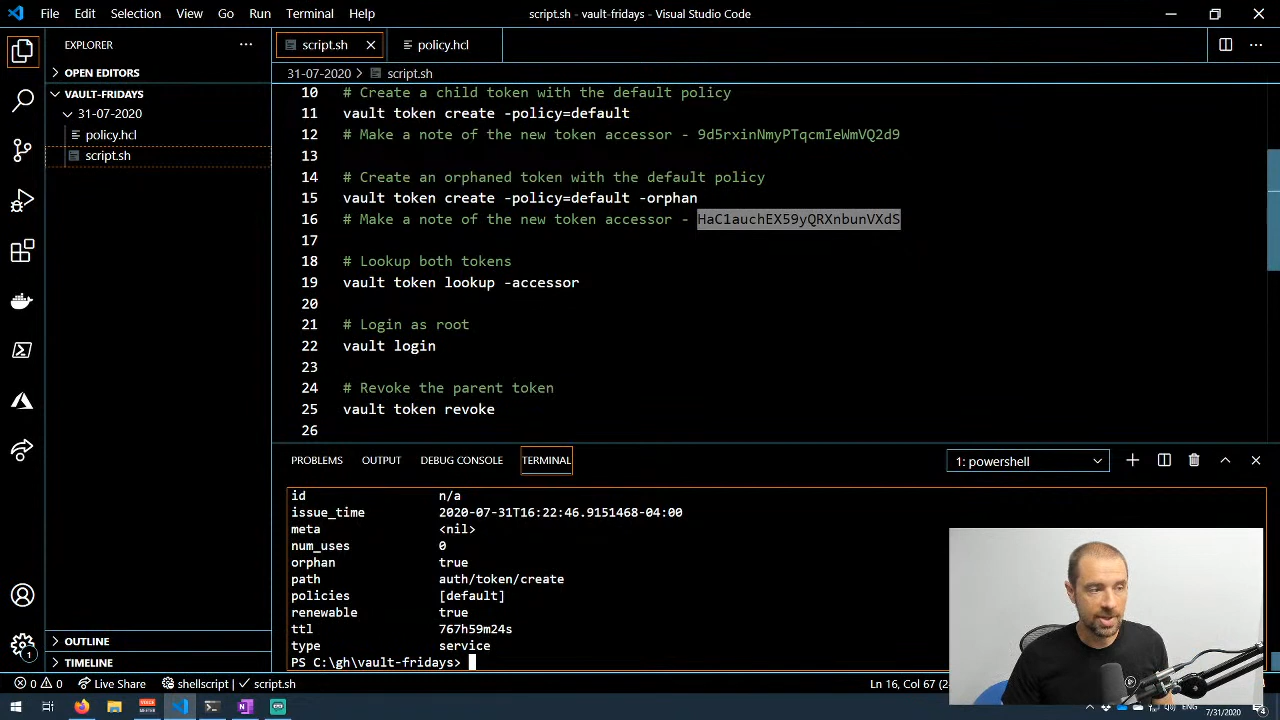 File Edit Selection View Go Run Terminal Help
script.sh - vault-fridays - Visual Studio Code
EXPLORER
OPEN EDITORS
VAULT-FRIDAYS
31-07-2020
policy.hcl
script.sh
script.sh
policy.hcl
31-07-2020 > script.sh
10 # Create a child token with the default policy
11 vault token create -policy=default
12 # Make a note of the new token accessor - 9d5rxinNmyPTqcmIeWmVQ2d9
13
14 # Create an orphaned token with the default policy
15 vault token create -policy=default -orphan
16 # Make a note of the new token accessor - HaC1auchEX59yQRXnbunVXdS
17
18 # Lookup both tokens
19 vault token lookup -accessor
20
21 # Login as root
22 vault login
23
24 # Revoke the parent token
25 vault token revoke
26
PROBLEMS OUTPUT DEBUG CONSOLE TERMINAL
1: powershell
id n/a
issue_time 2020-07-31T16:22:46.9151468-04:00
meta <nil>
num_uses 0
orphan true
path auth/token/create
policies [default]
renewable true
ttl 767h59m24s
type service
PS C:\gh\vault-fridays>
OUTLINE
TIMELINE
1
0 0 Live Share shellscript script.sh
Ln 16, Col 67
ENG
7/31/2020
4